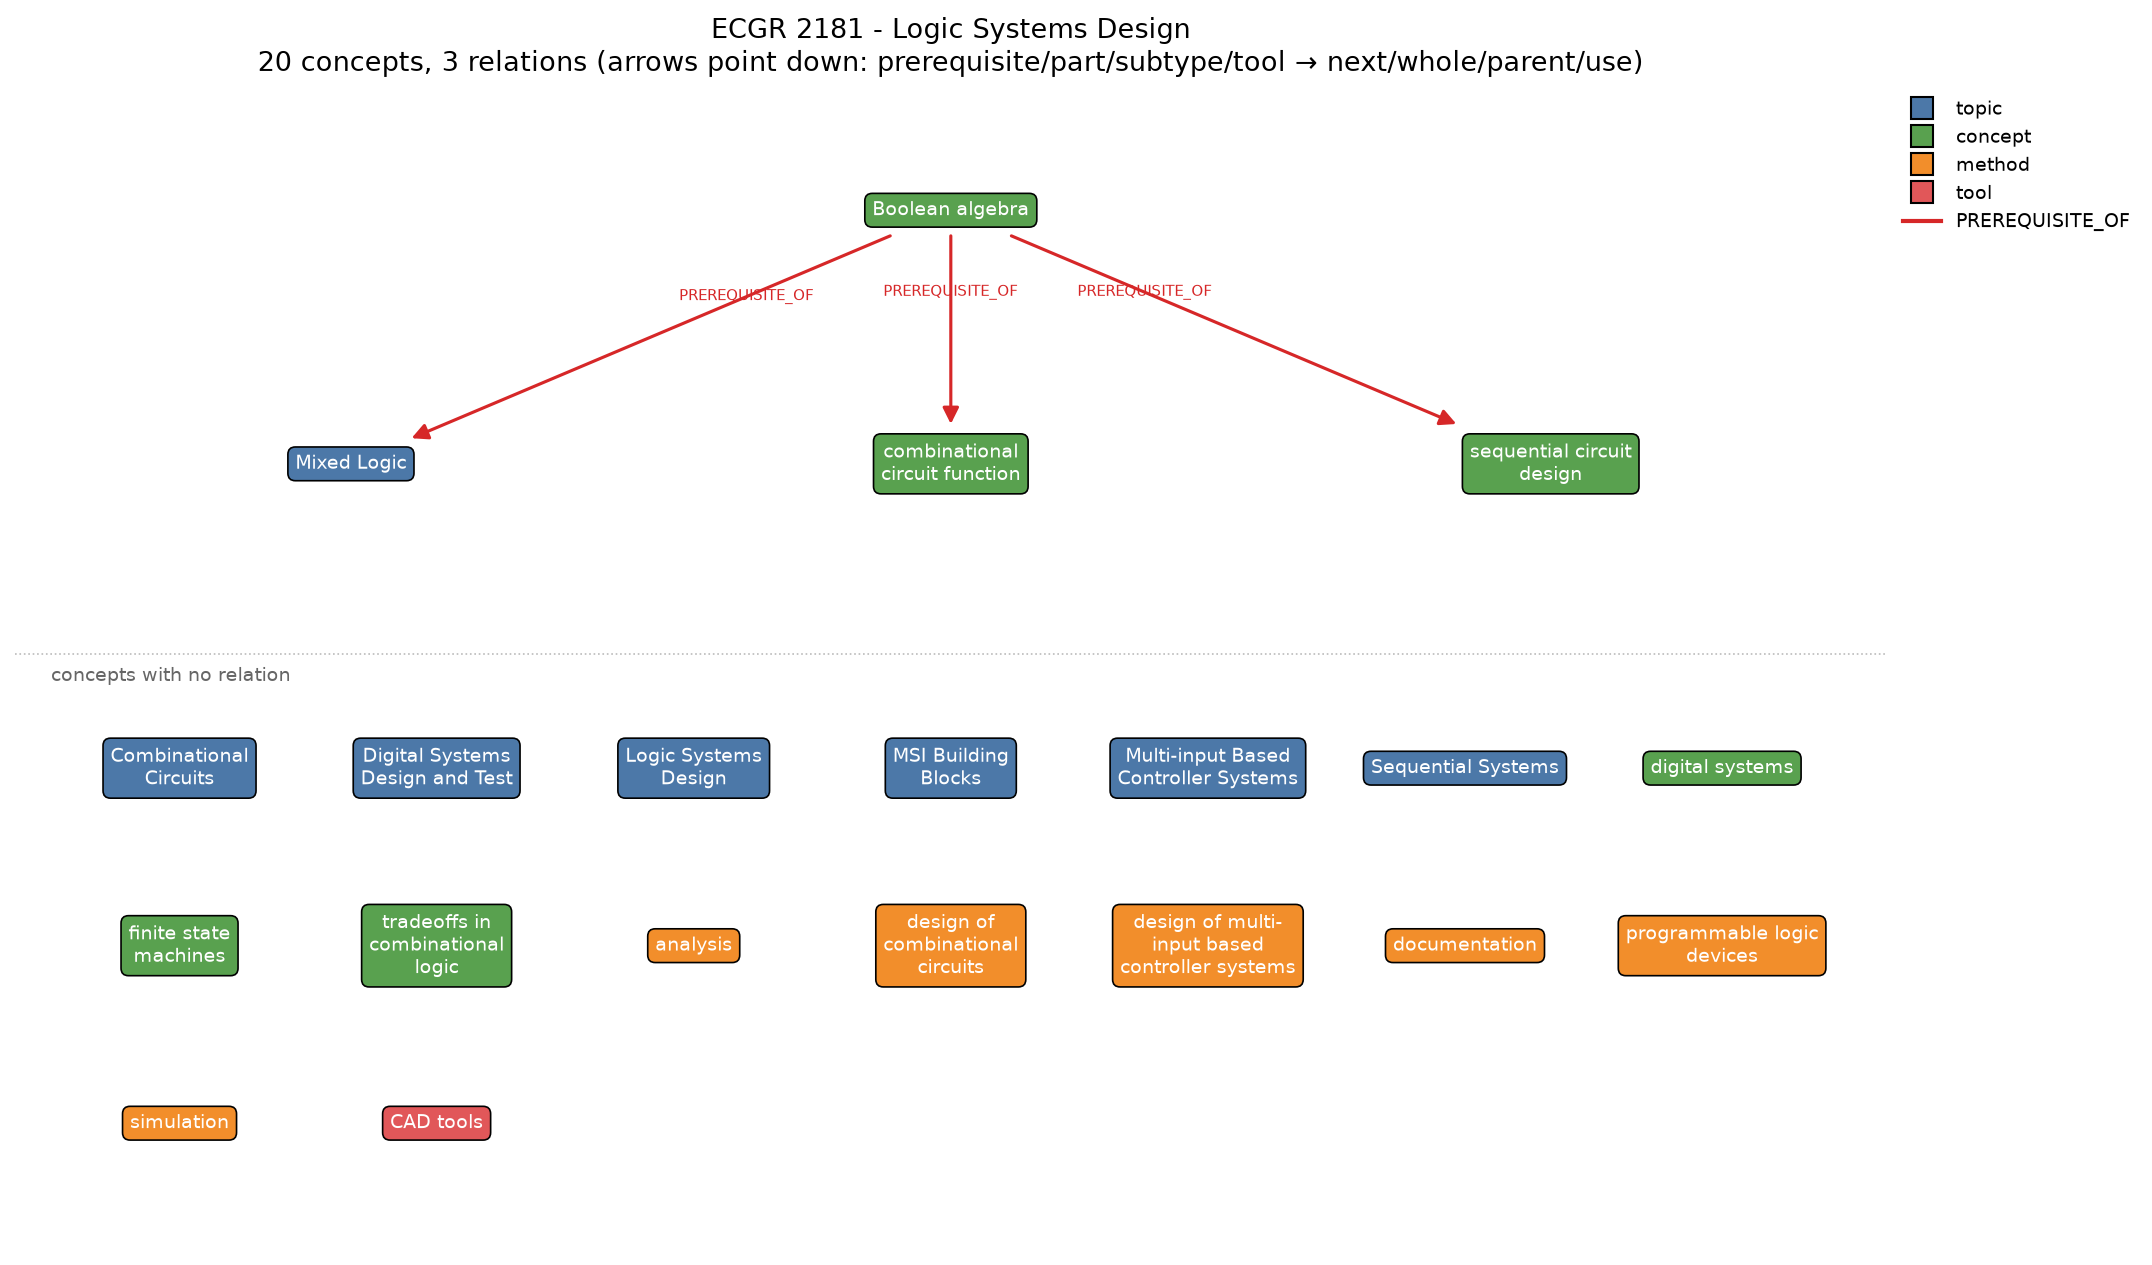 ECGR 2181 - Logic Systems Design
20 concepts, 3 relations (arrows point down: prerequisite/part/subtype/tool → next/whole/parent/use)
topic
concept
method
tool
PREREQUISITE_OF
Boolean algebra
PREREQUISITE_OF
PREREQUISITE_OF
PREREQUISITE_OF
Mixed Logic
combinational
circuit function
sequential circuit
design
concepts with no relation
Combinational
Circuits
Digital Systems
Design and Test
Logic Systems
Design
MSI Building
Blocks
Multi-input Based
Controller Systems
Sequential Systems
digital systems
finite state
machines
tradeoffs in
combinational
logic
analysis
design of
combinational
circuits
design of multi-
input based
controller systems
documentation
programmable logic
devices
simulation
CAD tools